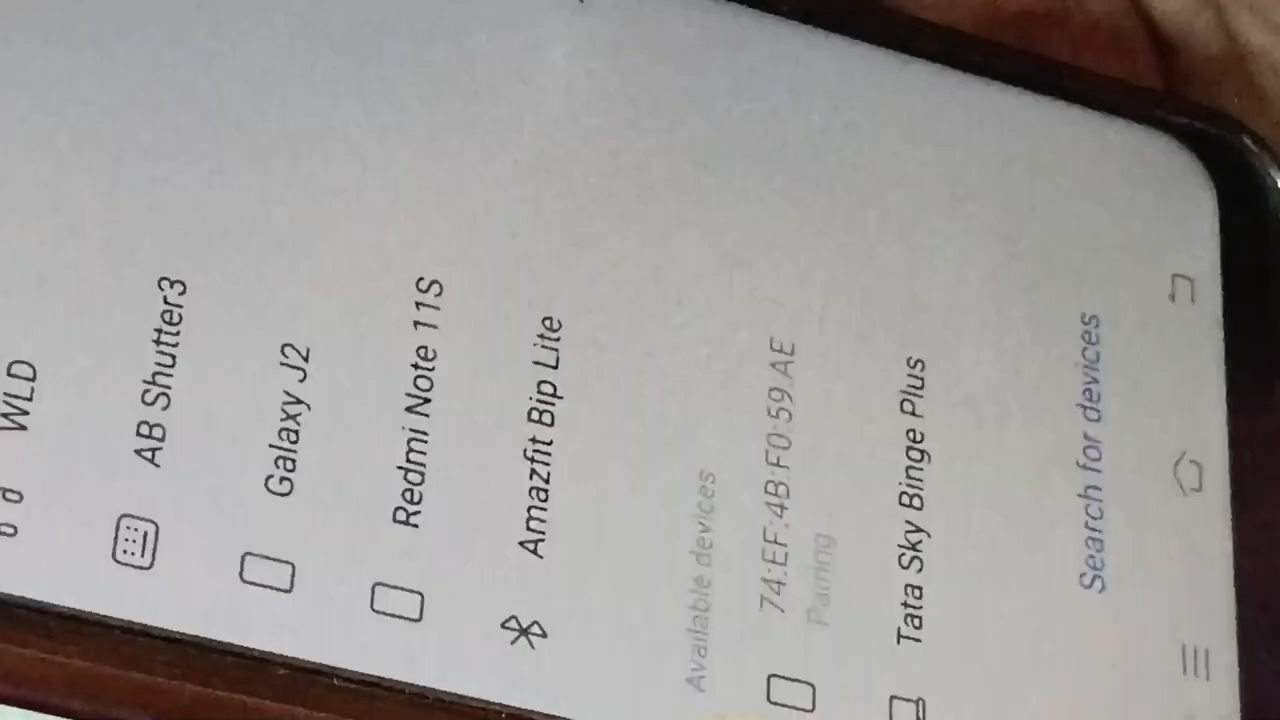 WLD
AB Shutter3
Galaxy J2
Redmi Note 11S
Amazfit Bip Lite
Available devices
74:EF:4B:F0:59:AE
Pairing
Tata Sky Binge Plus
Search for devices